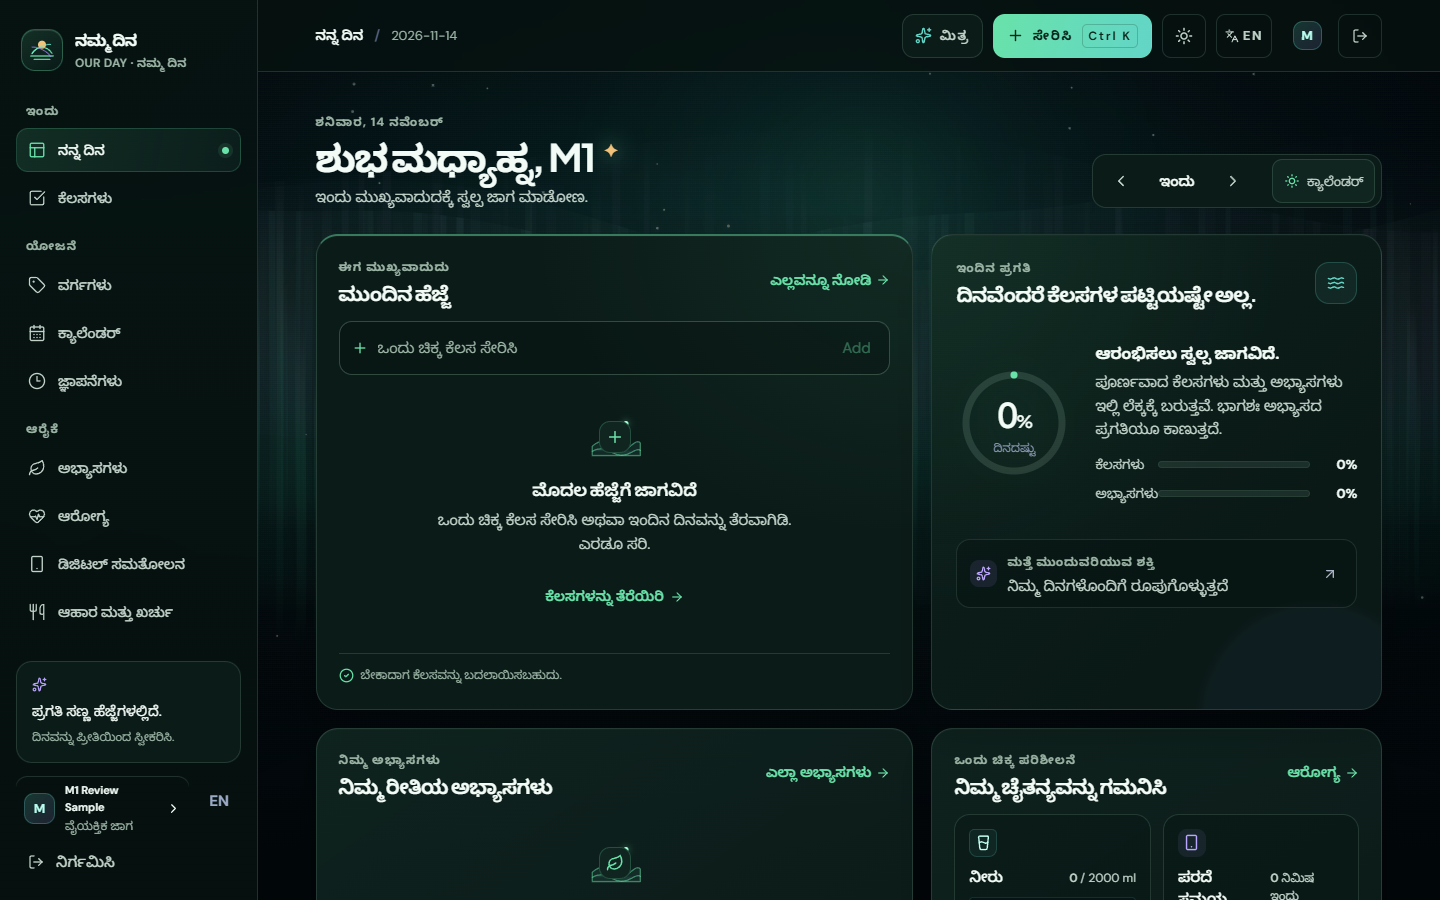 ನಮ್ಮ ದಿನ
OUR DAY · ನಮ್ಮ ದಿನ
ಇಂದು
ನನ್ನ ದಿನ
ಕೆಲಸಗಳು
ಯೋಜನೆ
ವರ್ಗಗಳು
ಕ್ಯಾಲೆಂಡರ್
ಜ್ಞಾಪನೆಗಳು
ಆರೈಕೆ
ಅಭ್ಯಾಸಗಳು
ಆರೋಗ್ಯ
ಡಿಜಿಟಲ್ ಸಮತೋಲನ
ಆಹಾರ ಮತ್ತು ಖರ್ಚು
ಪ್ರಗತಿ ಸಣ್ಣ ಹೆಜ್ಜೆಗಳಲ್ಲಿದೆ.
ದಿನವನ್ನು ಪ್ರೀತಿಯಿಂದ ಸ್ವೀಕರಿಸಿ.
M
M1 Review
Sample
ವೈಯಕ್ತಿಕ ಜಾಗ
EN
ನಿರ್ಗಮಿಸಿ
ನನ್ನ ದಿನ / 2026-11-14
ಮಿತ್ರ
ಸೇರಿಸಿ Ctrl K
EN
M
ಶನಿವಾರ, 14 ನವೆಂಬರ್
ಶುಭ ಮಧ್ಯಾಹ್ನ, M1
ಇಂದು ಮುಖ್ಯವಾದುದಕ್ಕೆ ಸ್ವಲ್ಪ ಜಾಗ ಮಾಡೋಣ.
ಇಂದು
ಕ್ಯಾಲೆಂಡರ್
ಈಗ ಮುಖ್ಯವಾದುದು
ಮುಂದಿನ ಹೆಜ್ಜೆ
ಎಲ್ಲವನ್ನೂ ನೋಡಿ
ಒಂದು ಚಿಕ್ಕ ಕೆಲಸ ಸೇರಿಸಿ
Add
ಮೊದಲ ಹೆಜ್ಜೆಗೆ ಜಾಗವಿದೆ
ಒಂದು ಚಿಕ್ಕ ಕೆಲಸ ಸೇರಿಸಿ ಅಥವಾ ಇಂದಿನ ದಿನವನ್ನು ತೆರವಾಗಿಡಿ.
ಎರಡೂ ಸರಿ.
ಕೆಲಸಗಳನ್ನು ತೆರೆಯಿರಿ
ಬೇಕಾದಾಗ ಕೆಲಸವನ್ನು ಬದಲಾಯಿಸಬಹುದು.
ಇಂದಿನ ಪ್ರಗತಿ
ದಿನವೆಂದರೆ ಕೆಲಸಗಳ ಪಟ್ಟಿಯಷ್ಟೇ ಅಲ್ಲ.
0%
ದಿನದಷ್ಟು
ಆರಂಭಿಸಲು ಸ್ವಲ್ಪ ಜಾಗವಿದೆ.
ಪೂರ್ಣವಾದ ಕೆಲಸಗಳು ಮತ್ತು ಅಭ್ಯಾಸಗಳು
ಇಲ್ಲಿ ಲೆಕ್ಕಕ್ಕೆ ಬರುತ್ತವೆ. ಭಾಗಶಃ ಅಭ್ಯಾಸದ
ಪ್ರಗತಿಯೂ ಕಾಣುತ್ತದೆ.
ಕೆಲಸಗಳು 0%
ಅಭ್ಯಾಸಗಳು 0%
ಮತ್ತೆ ಮುಂದುವರಿಯುವ ಶಕ್ತಿ
ನಿಮ್ಮ ದಿನಗಳೊಂದಿಗೆ ರೂಪುಗೊಳ್ಳುತ್ತದೆ
ನಿಮ್ಮ ಅಭ್ಯಾಸಗಳು
ನಿಮ್ಮ ರೀತಿಯ ಅಭ್ಯಾಸಗಳು
ಎಲ್ಲಾ ಅಭ್ಯಾಸಗಳು
ಒಂದು ಚಿಕ್ಕ ಪರಿಶೀಲನೆ
ನಿಮ್ಮ ಚೈತನ್ಯವನ್ನು ಗಮನಿಸಿ
ಆರೋಗ್ಯ
ನೀರು 0 / 2000 ml
ಪರದೆ 0 ನಿಮಿಷ
ಸಮಯ ಇಂದು